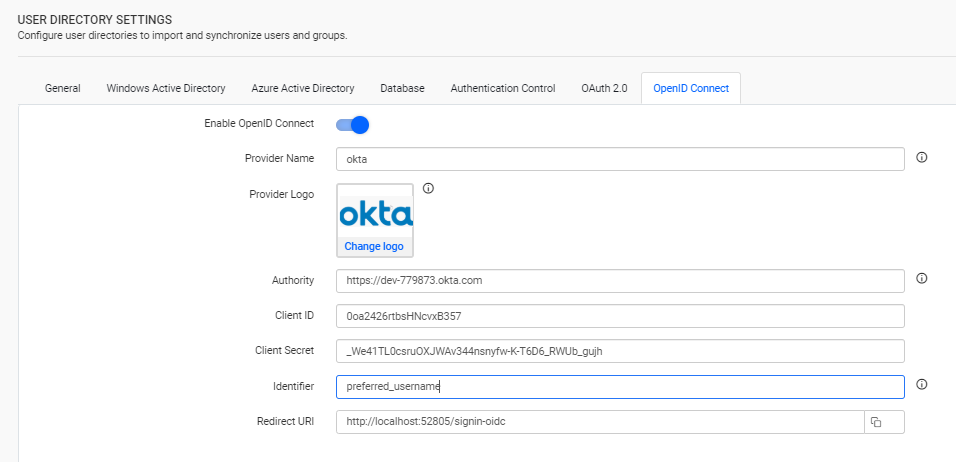 USER DIRECTORY SETTINGS
Configure user directories to import and synchronize users and groups.
General Windows Active Directory Azure Active Directory Database Authentication Control OAuth 2.0 OpenID Connect
Enable OpenID Connect
Provider Name okta
Provider Logo
okta
Change logo
Authority https://dev-779873.okta.com
Client ID 0oa2426rtbsHNcvxB357
Client Secret _We41TL0csruOXJWAv344nsnyfw-K-T6D6_RWUb_gujh
Identifier preferred_username
Redirect URI http://localhost:52805/signin-oidc